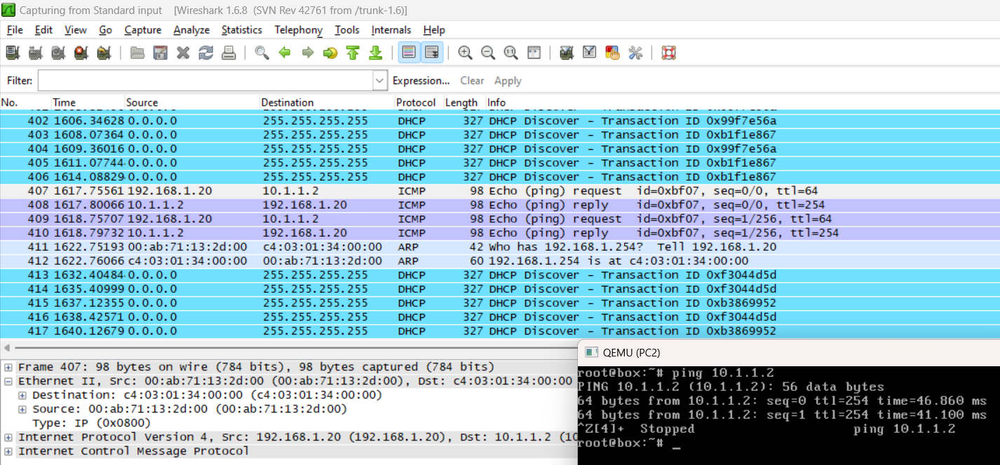 Capturing from Standard input [Wireshark 1.6.8 (SVN Rev 42761 from /trunk-1.6)]
File Edit View Go Capture Analyze Statistics Telephony Tools Internals Help
Filter: Expression... Clear Apply
No. Time Source Destination Protocol Length Info
402 1606.34628 0.0.0.0 255.255.255.255 DHCP 327 DHCP Discover - Transaction ID 0x99f7e56a
403 1608.07364 0.0.0.0 255.255.255.255 DHCP 327 DHCP Discover - Transaction ID 0xb1f1e867
404 1609.36016 0.0.0.0 255.255.255.255 DHCP 327 DHCP Discover - Transaction ID 0x99f7e56a
405 1611.07744 0.0.0.0 255.255.255.255 DHCP 327 DHCP Discover - Transaction ID 0xb1f1e867
406 1614.08829 0.0.0.0 255.255.255.255 DHCP 327 DHCP Discover - Transaction ID 0xb1f1e867
407 1617.75561 192.168.1.20 10.1.1.2 ICMP 98 Echo (ping) request id=0xbf07, seq=0/0, ttl=64
408 1617.80066 10.1.1.2 192.168.1.20 ICMP 98 Echo (ping) reply id=0xbf07, seq=0/0, ttl=254
409 1618.75707 192.168.1.20 10.1.1.2 ICMP 98 Echo (ping) request id=0xbf07, seq=1/256, ttl=64
410 1618.79732 10.1.1.2 192.168.1.20 ICMP 98 Echo (ping) reply id=0xbf07, seq=1/256, ttl=254
411 1622.75193 00:ab:71:13:2d:00 c4:03:01:34:00:00 ARP 42 Who has 192.168.1.254? Tell 192.168.1.20
412 1622.76066 c4:03:01:34:00:00 00:ab:71:13:2d:00 ARP 60 192.168.1.254 is at c4:03:01:34:00:00
413 1632.40484 0.0.0.0 255.255.255.255 DHCP 327 DHCP Discover - Transaction ID 0xf3044d5d
414 1635.40999 0.0.0.0 255.255.255.255 DHCP 327 DHCP Discover - Transaction ID 0xf3044d5d
415 1637.12355 0.0.0.0 255.255.255.255 DHCP 327 DHCP Discover - Transaction ID 0xb3869952
416 1638.42571 0.0.0.0 255.255.255.255 DHCP 327 DHCP Discover - Transaction ID 0xf3044d5d
417 1640.12679 0.0.0.0 255.255.255.255 DHCP 327 DHCP Discover - Transaction ID 0xb3869952
Frame 407: 98 bytes on wire (784 bits), 98 bytes captured (784 bits)
Ethernet II, Src: 00:ab:71:13:2d:00 (00:ab:71:13:2d:00), Dst: c4:03:01:34:00:00
Destination: c4:03:01:34:00:00 (c4:03:01:34:00:00)
Source: 00:ab:71:13:2d:00 (00:ab:71:13:2d:00)
Type: IP (0x0800)
Internet Protocol Version 4, Src: 192.168.1.20 (192.168.1.20), Dst: 10.1.1.2 (10
Internet Control Message Protocol
QEMU (PC2)
root@box:~# ping 10.1.1.2
PING 10.1.1.2 (10.1.1.2): 56 data bytes
64 bytes from 10.1.1.2: seq=0 ttl=254 time=46.860 ms
64 bytes from 10.1.1.2: seq=1 ttl=254 time=41.100 ms
^Z[4]+ Stopped ping 10.1.1.2
root@box:~# _